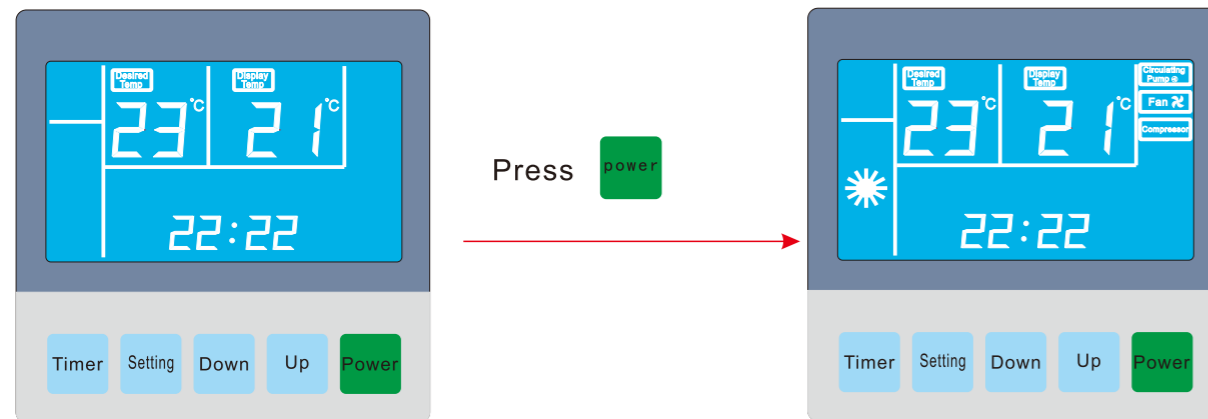 Desired
Temp
23°C
Display
Temp
21°C
22:22
Timer
Setting
Down
Up
Power
Press
power
Desired
Temp
23°C
Display
Temp
21°C
Circulating
Pump
Fan
Compressor
22:22
Timer
Setting
Down
Up
Power